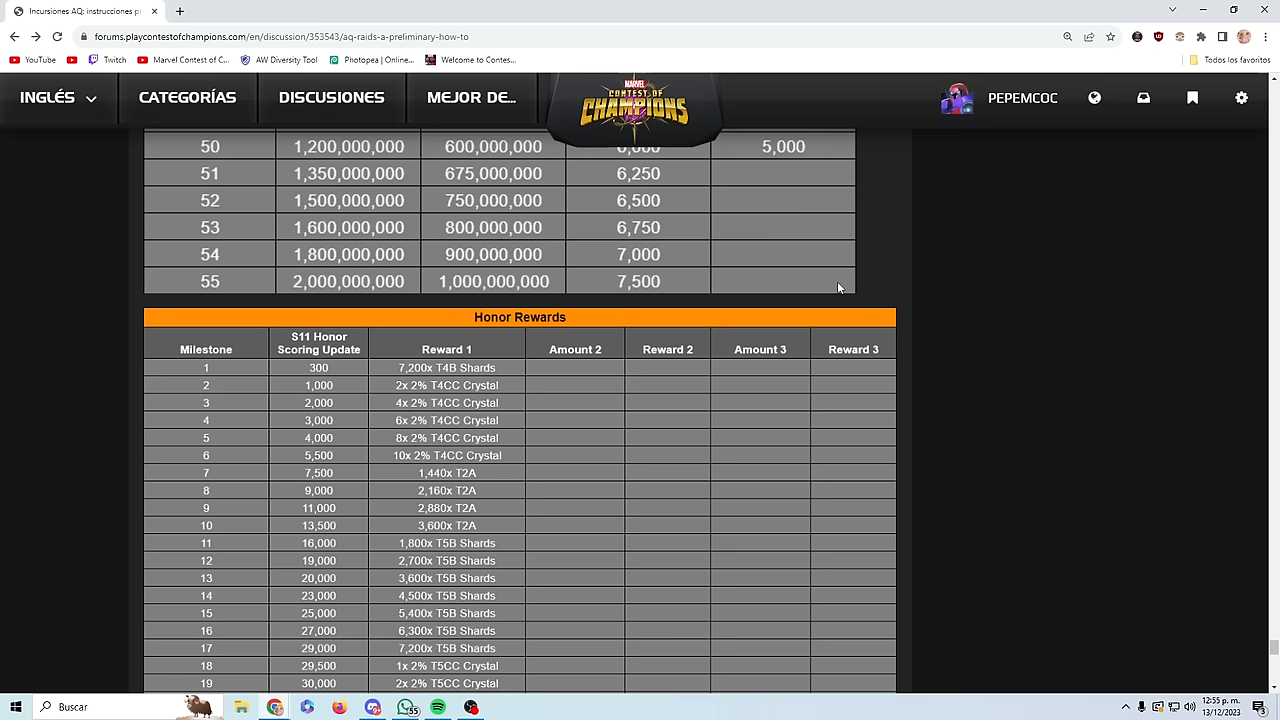 Incursiones AQ; instrucciones p
forums.playcontestofchampions.com/en/discussion/353543/aq-raids-a-preliminary-how-to
YouTube Twitch Marvel Contest of C... AW Diversity Tool Photopea | Online... Welcome to Contes... Todos los favoritos
INGLÉS CATEGORÍAS DISCUSIONES MEJOR DE... MARVEL CONTEST OF CHAMPIONS PEPEMCOC
50 1,200,000,000 600,000,000 5,000
51 1,350,000,000 675,000,000 6,250
52 1,500,000,000 750,000,000 6,500
53 1,600,000,000 800,000,000 6,750
54 1,800,000,000 900,000,000 7,000
55 2,000,000,000 1,000,000,000 7,500
Honor Rewards
Milestone S11 Honor Scoring Update Reward 1 Amount 2 Reward 2 Amount 3 Reward 3
1 300 7,200x T4B Shards
2 1,000 2x 2% T4CC Crystal
3 2,000 4x 2% T4CC Crystal
4 3,000 6x 2% T4CC Crystal
5 4,000 8x 2% T4CC Crystal
6 5,500 10x 2% T4CC Crystal
7 7,500 1,440x T2A
8 9,000 2,160x T2A
9 11,000 2,880x T2A
10 13,500 3,600x T2A
11 16,000 1,800x T5B Shards
12 19,000 2,700x T5B Shards
13 20,000 3,600x T5B Shards
14 23,000 4,500x T5B Shards
15 25,000 5,400x T5B Shards
16 27,000 6,300x T5B Shards
17 29,000 7,200x T5B Shards
18 29,500 1x 2% T5CC Crystal
19 30,000 2x 2% T5CC Crystal
Buscar 55 12:55 p. m.
13/12/2023 3